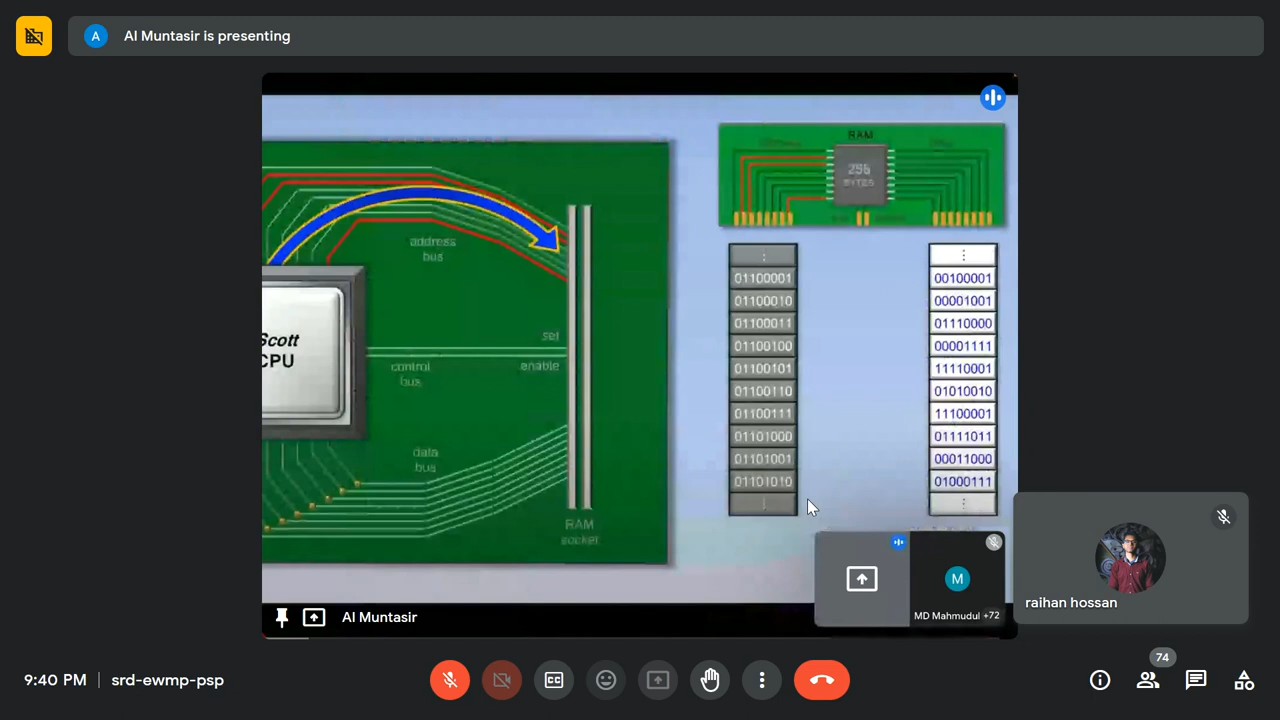 A
Al Muntasir is presenting
RAM
256
BYTES
address
bus
Scott
CPU
set
control
bus
enable
data
bus
RAM
socket
:
01100001
01100010
01100011
01100100
01100101
01100110
01100111
01101000
01101001
01101010
:
00100001
00001001
01110000
00001111
11110001
01010010
11100001
01111011
00011000
01000111
:
M
MD Mahmudul +72
raihan hossan
Al Muntasir
9:40 PM | srd-ewmp-psp
CC
74